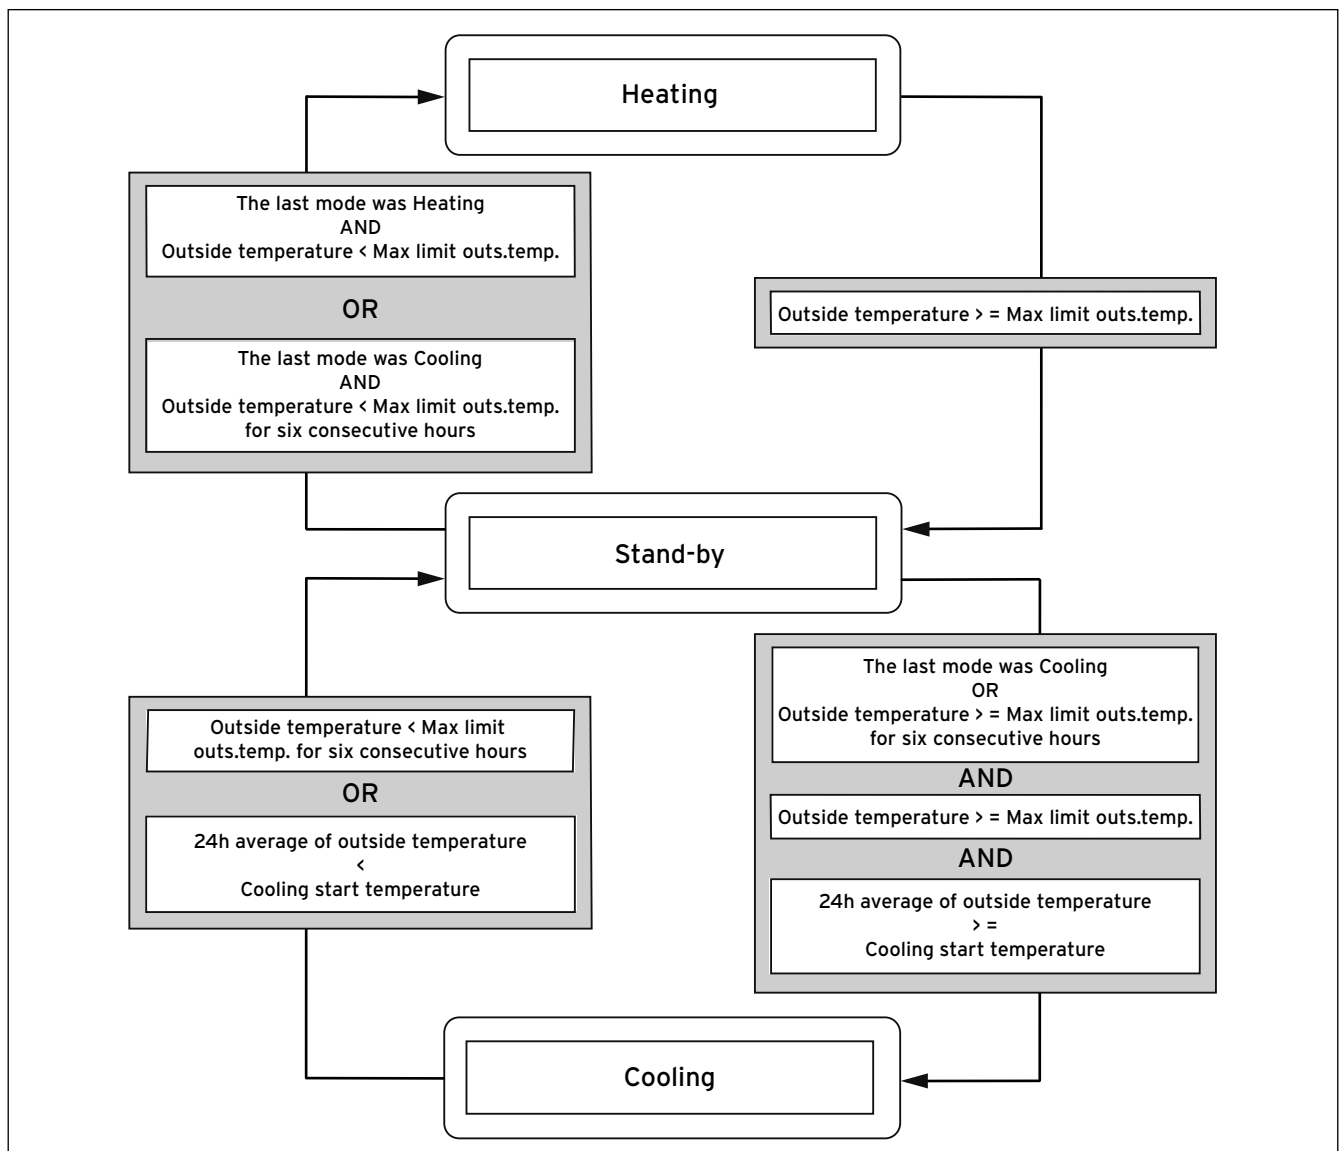 Heating
The last mode was Heating
AND
Outside temperature < Max limit outs.temp.
OR
The last mode was Cooling
AND
Outside temperature < Max limit outs.temp.
for six consecutive hours
Outside temperature > = Max limit outs.temp.
Stand-by
Outside temperature < Max limit
outs.temp. for six consecutive hours
OR
24h average of outside temperature
<
Cooling start temperature
The last mode was Cooling
OR
Outside temperature > = Max limit outs.temp.
for six consecutive hours
AND
Outside temperature > = Max limit outs.temp.
AND
24h average of outside temperature
> =
Cooling start temperature
Cooling